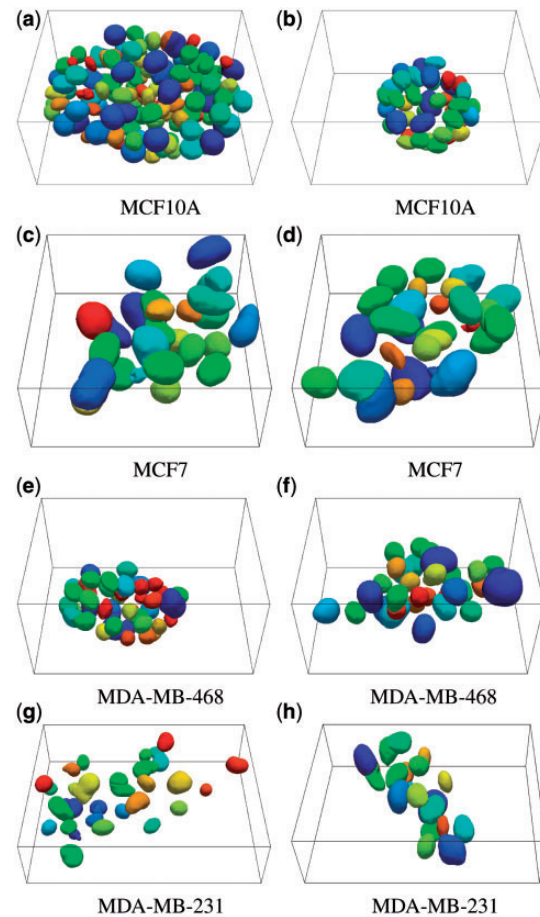 (a) (b)
MCF10A MCF10A
(c) (d)
MCF7 MCF7
(e) (f)
MDA-MB-468 MDA-MB-468
(g) (h)
MDA-MB-231 MDA-MB-231